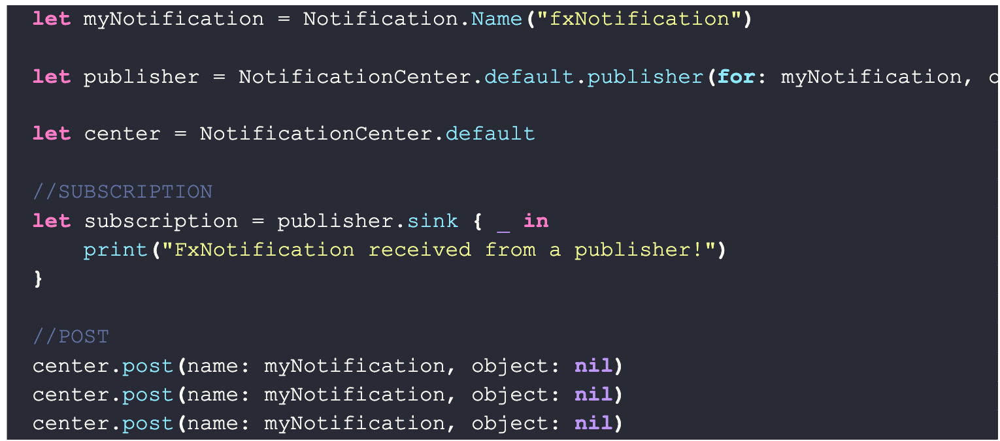 let myNotification = Notification.Name("fxNotification")
let publisher = NotificationCenter.default.publisher(for: myNotification,
let center = NotificationCenter.default
//SUBSCRIPTION
let subscription = publisher.sink { _ in
    print("FxNotification received from a publisher!")
}
//POST
center.post(name: myNotification, object: nil)
center.post(name: myNotification, object: nil)
center.post(name: myNotification, object: nil)